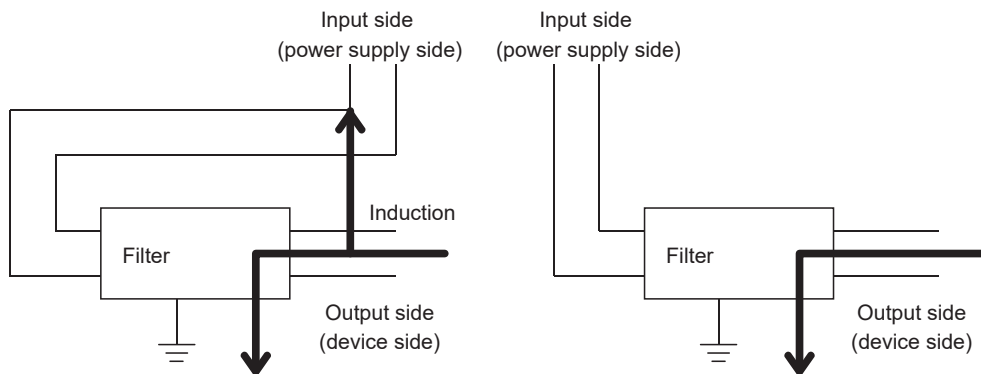 Input side
(power supply side)
Induction
Filter
Output side
(device side)
Input side
(power supply side)
Filter
Output side
(device side)